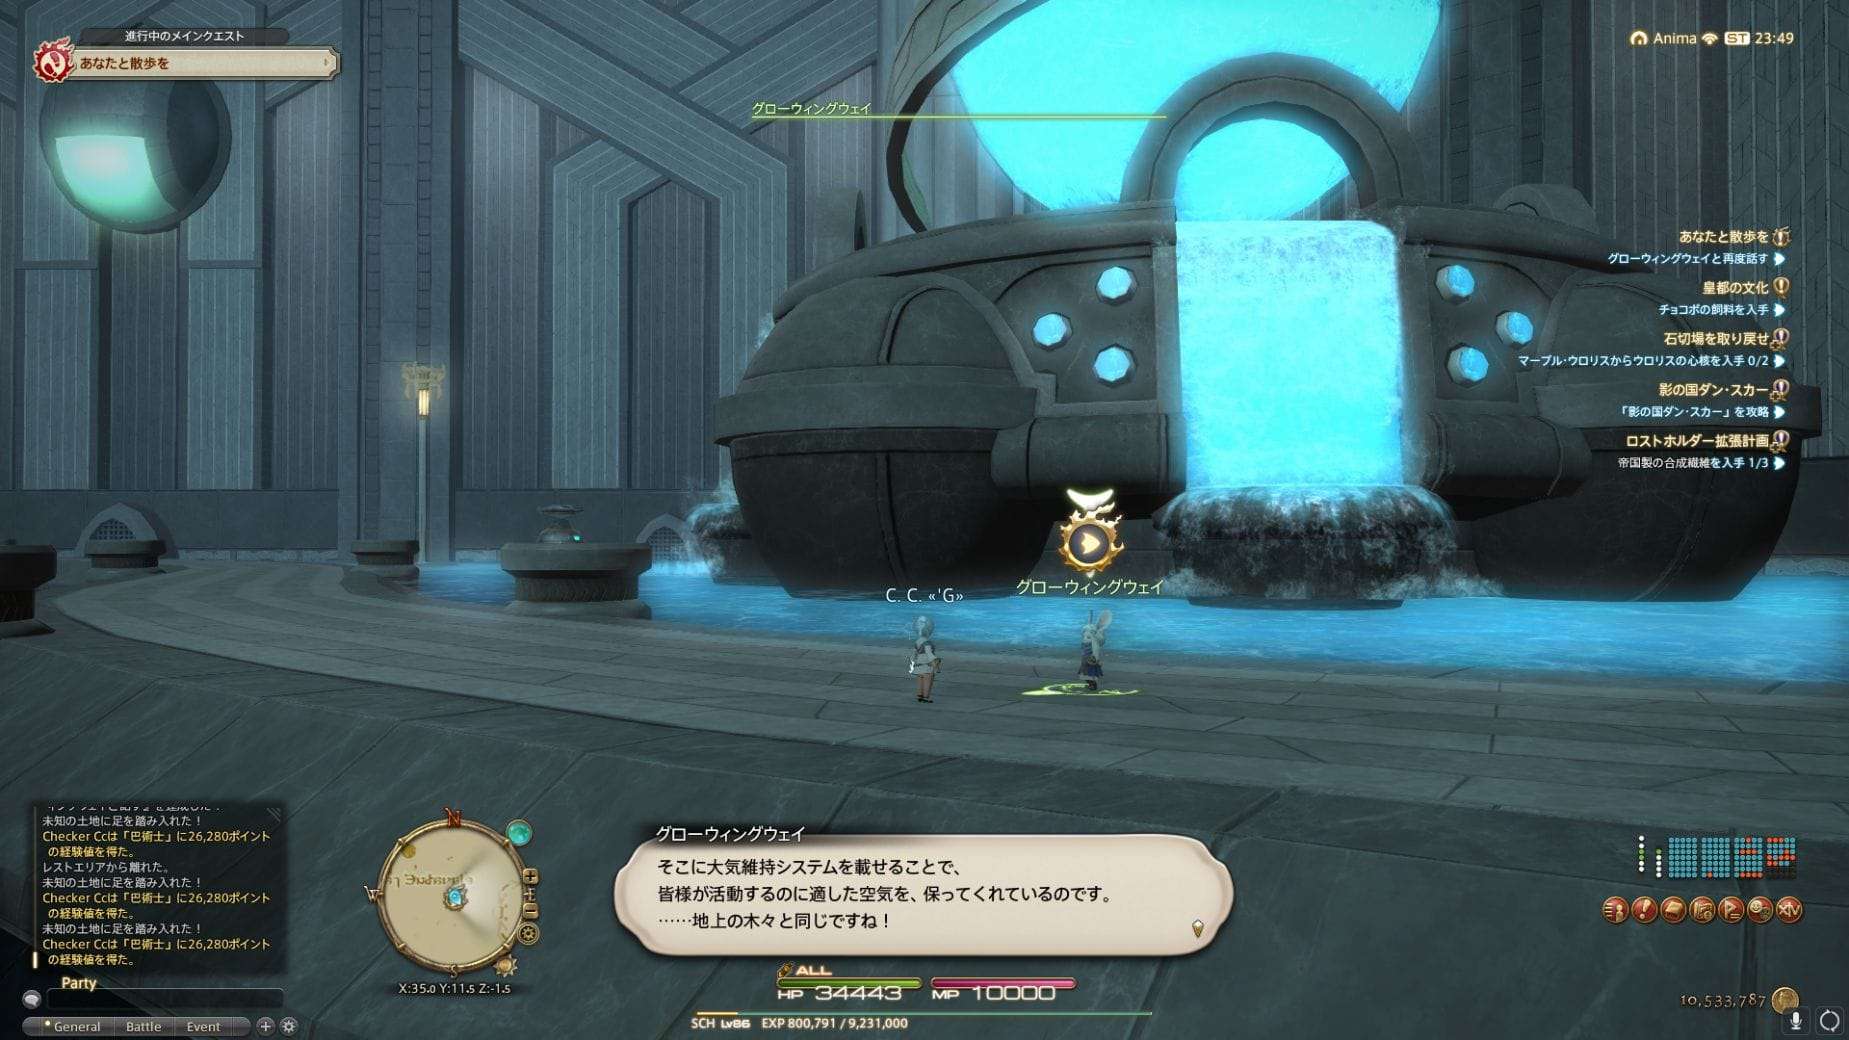 進行中のメインクエスト
あなたと散歩を
Anima ST 23:49
グローウィングウェイ
あなたと散歩を
グローウィングウェイと再度話す
皇都の文化
チョコボの飼料を入手
石切場を取り戻せ
マーブル・ウロリスからウロリスの心核を入手 0/2
影の国ダン・スカー
「影の国ダン・スカー」を攻略
ロストホルダー拡張計画
帝国製の合成繊維を入手 1/3
C. C. «'G»
グローウィングウェイ
未知の土地に足を踏み入れた！
Checker Ccは「巴術士」に26,280ポイント
の経験値を得た。
レストエリアから離れた。
未知の土地に足を踏み入れた！
Checker Ccは「巴術士」に26,280ポイント
の経験値を得た。
未知の土地に足を踏み入れた！
Checker Ccは「巴術士」に26,280ポイント
の経験値を得た。
Party
General Battle Event
N
W
S
X:35.0 Y:11.5 Z:-1.5
グローウィングウェイ
そこに大気維持システムを載せることで、
皆様が活動するのに適した空気を、保ってくれているのです。
……地上の木々と同じですね！
ALL
HP 34443 MP 10000
SCH Lv86 EXP 800,791 / 9,231,000
XIV
10,533,787